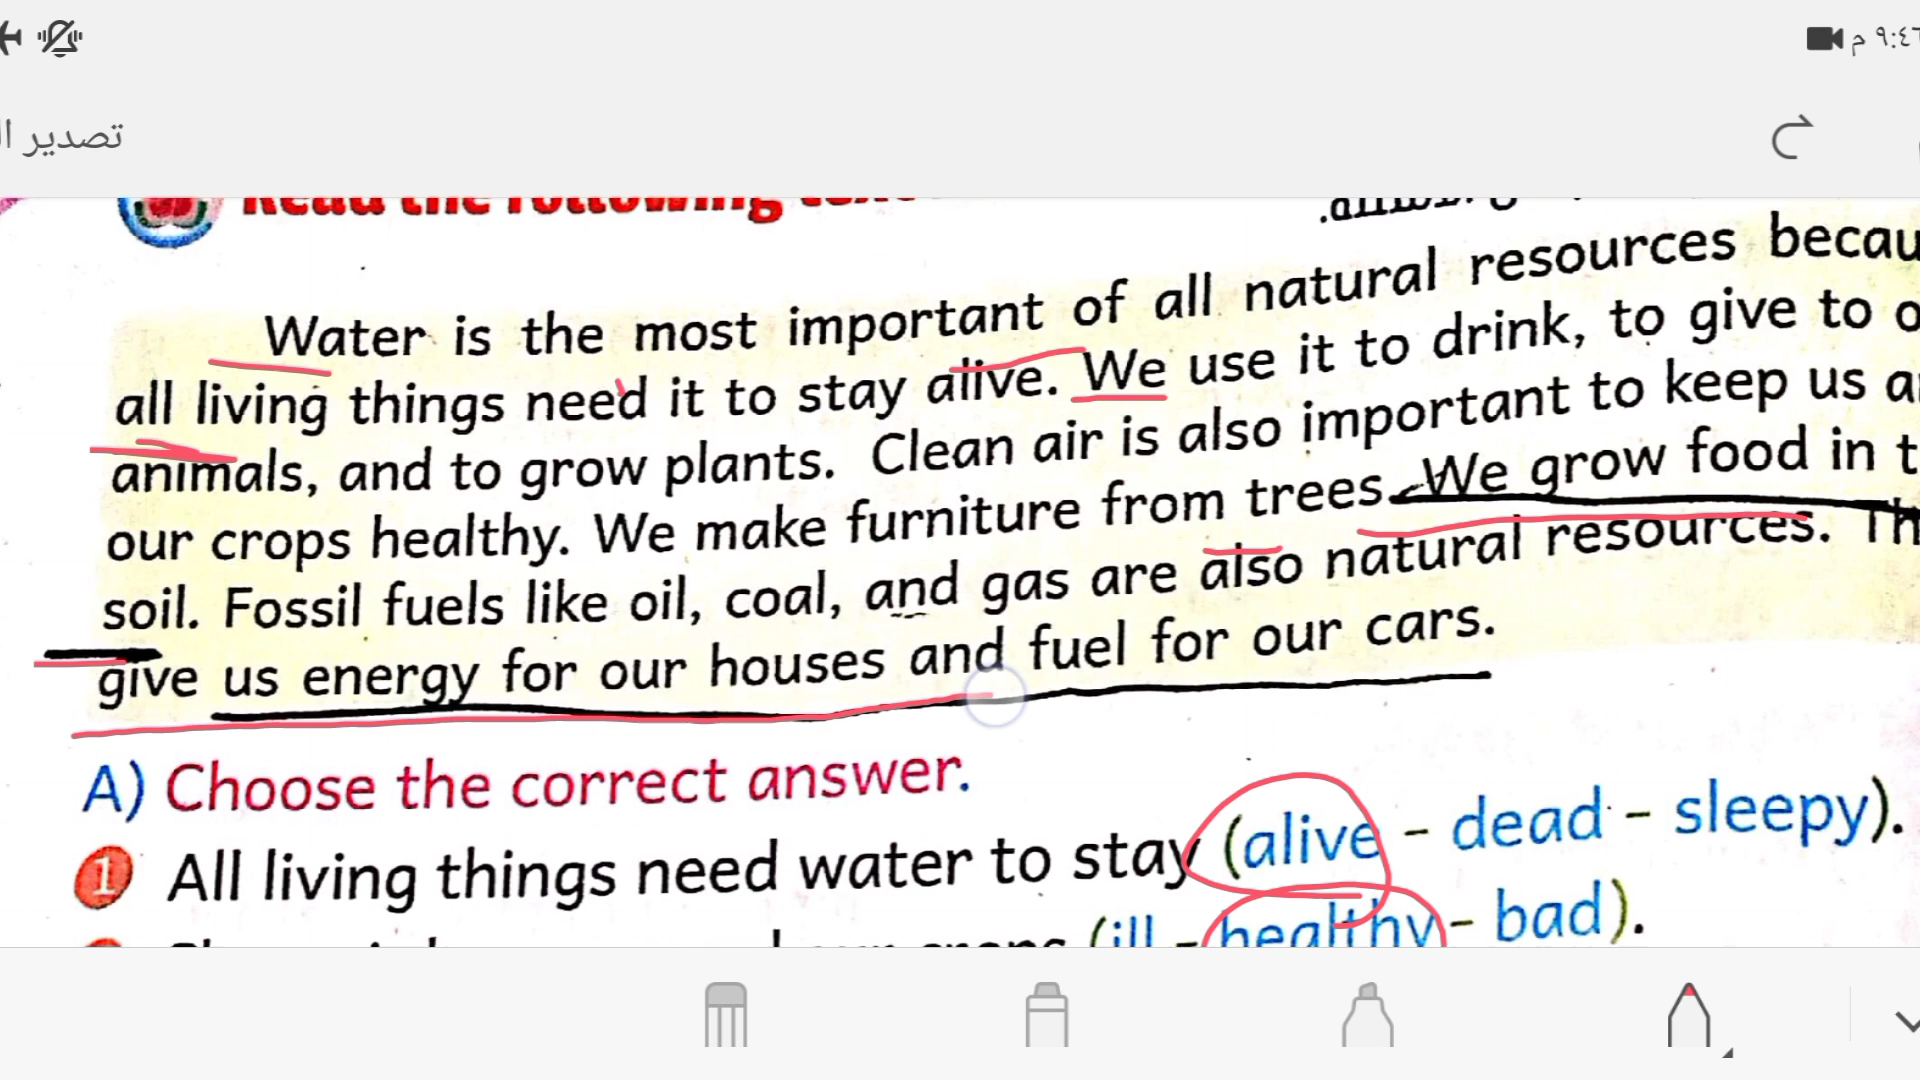 ٩:٤٦ م
تصدير
Read the following
Water is the most important of all natural resources
all living things need it to stay alive. We use it to drink, to give to
animals, and to grow plants. Clean air is also important to keep us
our crops healthy. We make furniture from trees. We grow food in
soil. Fossil fuels like oil, coal, and gas are also natural resources.
give us energy for our houses and fuel for our cars.
A) Choose the correct answer.
1 All living things need water to stay (alive - dead - sleepy).
crops (ill - healthy - bad).